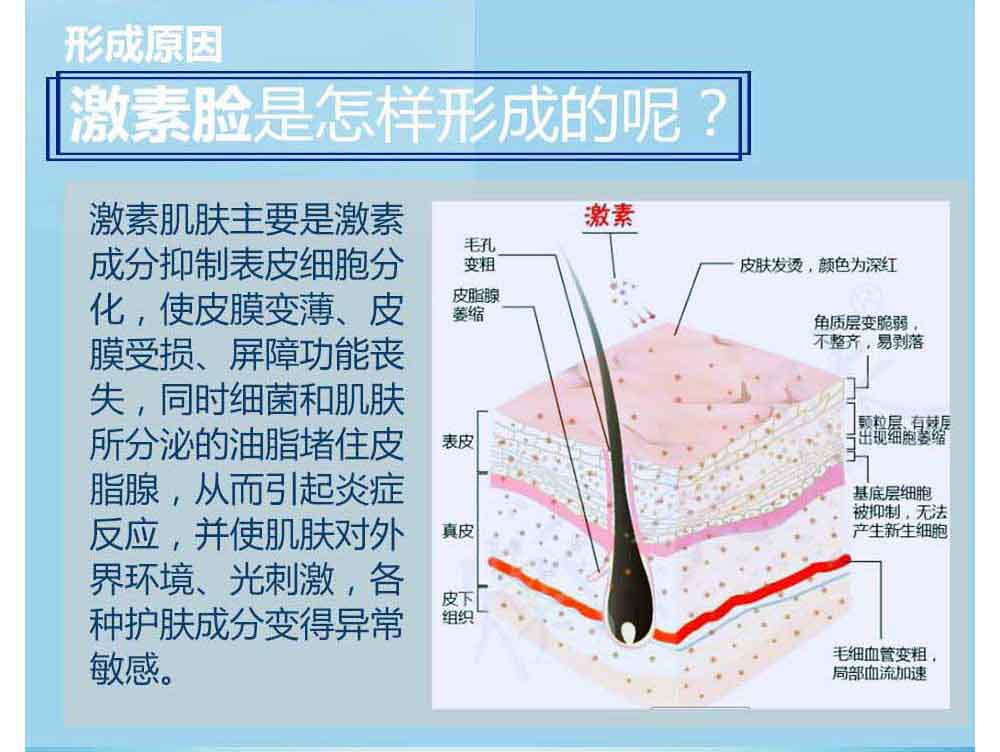 形成原因
激素脸是怎样形成的呢？
激素肌肤主要是激素
成分抑制表皮细胞分
化，使皮膜变薄、皮
膜受损、屏障功能丧
失，同时细菌和肌肤
所分泌的油脂堵住皮
脂腺，从而引起炎症
反应，并使肌肤对外
界环境、光刺激，各
种护肤成分变得异常
敏感。
激素
毛孔
变粗
皮脂腺
萎缩
皮肤发烫，颜色为深红
角质层变脆弱，
不整齐，易剥落
颗粒层、有棘层
出现细胞萎缩
基底层细胞
被抑制，无法
产生新生细胞
表皮
真皮
皮下
组织
毛细血管变粗，
局部血流加速